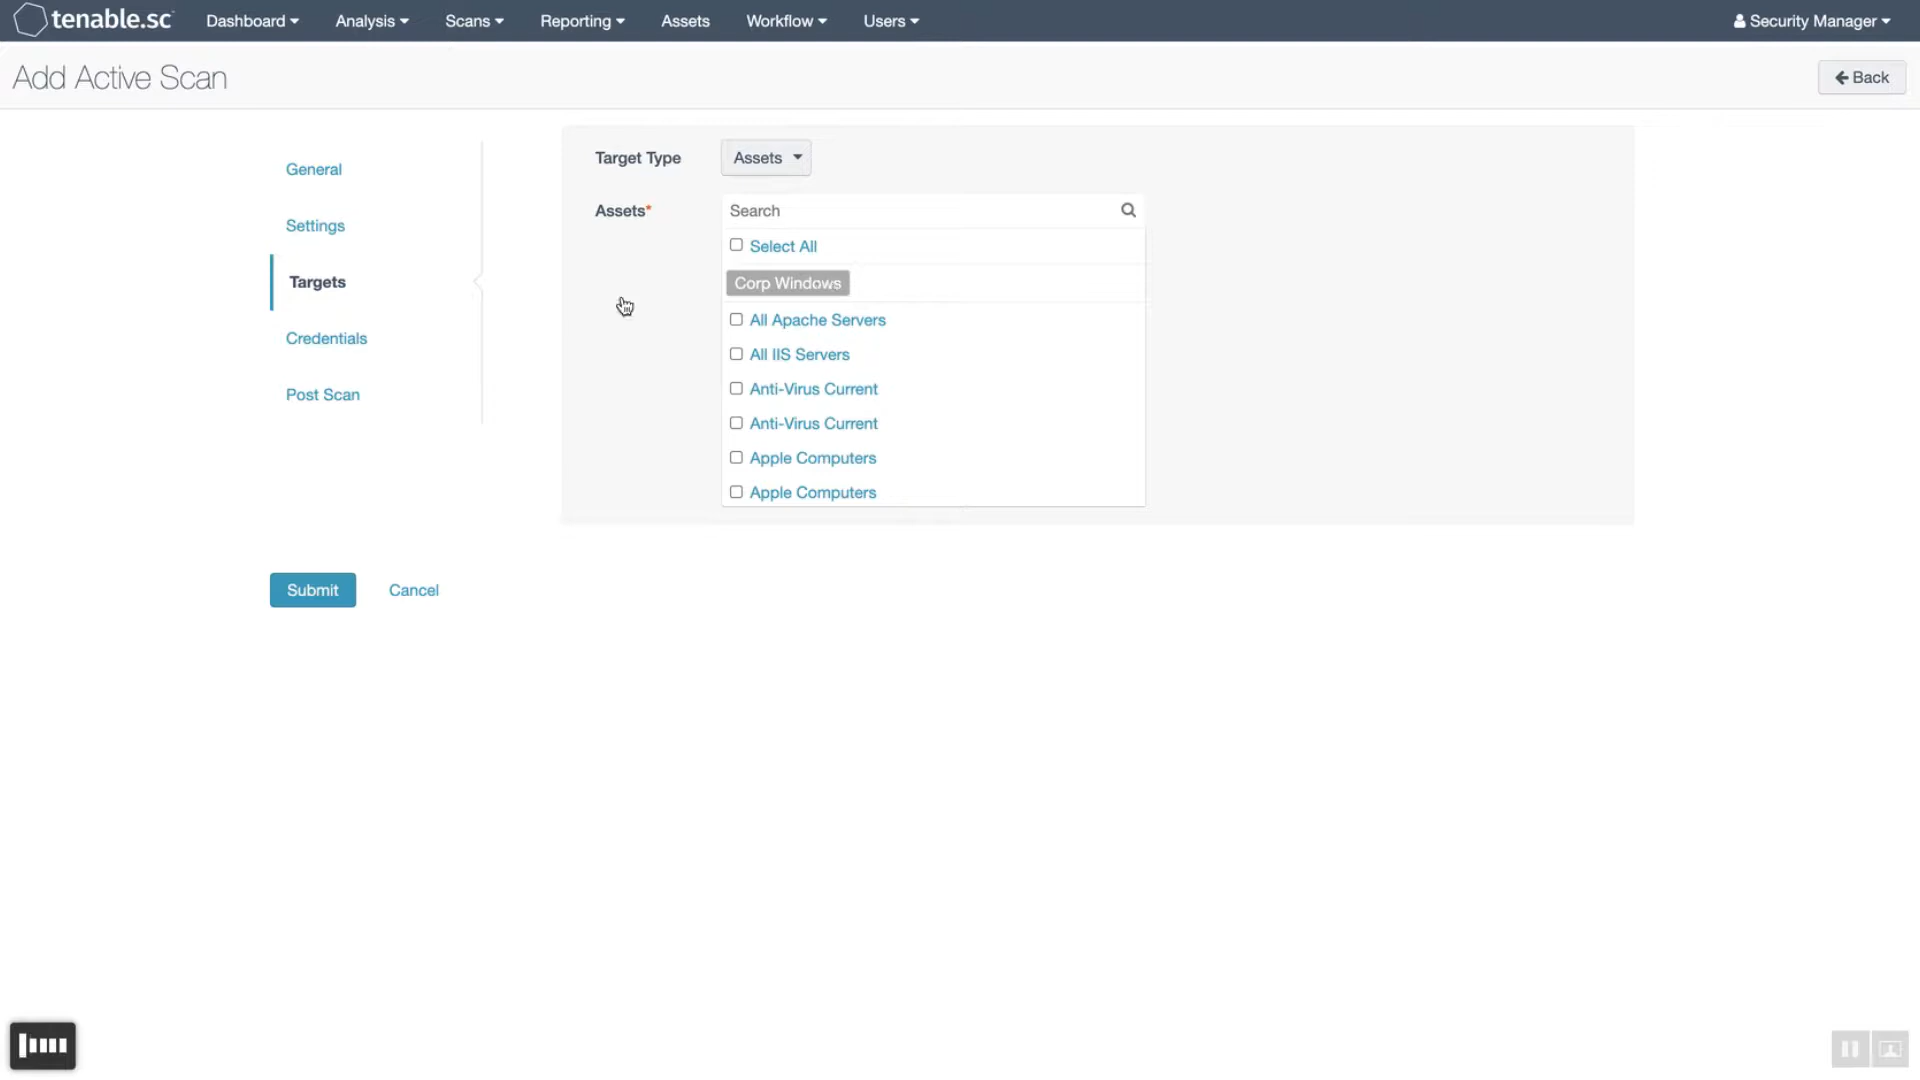 tenable.sc Dashboard Analysis Scans Reporting Assets Workflow Users Security Manager
Add Active Scan
Back
General
Settings
Targets
Credentials
Post Scan
Target Type Assets
Assets* Search
Select All
Corp Windows
All Apache Servers
All IIS Servers
Anti-Virus Current
Anti-Virus Current
Apple Computers
Apple Computers
Submit Cancel